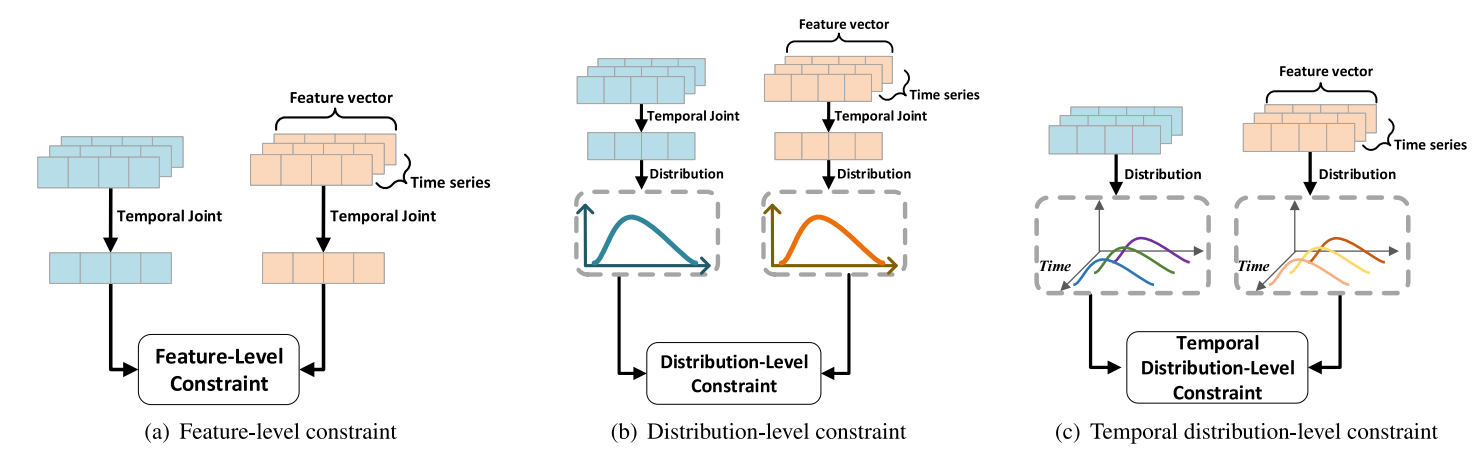 Feature vector
Time series
Temporal Joint
Temporal Joint
Feature-Level
Constraint
(a) Feature-level constraint
Feature vector
Time series
Temporal Joint
Temporal Joint
Distribution
Distribution
Distribution-Level
Constraint
(b) Distribution-level constraint
Feature vector
Time series
Distribution
Distribution
Time
Time
Temporal
Distribution-Level
Constraint
(c) Temporal distribution-level constraint